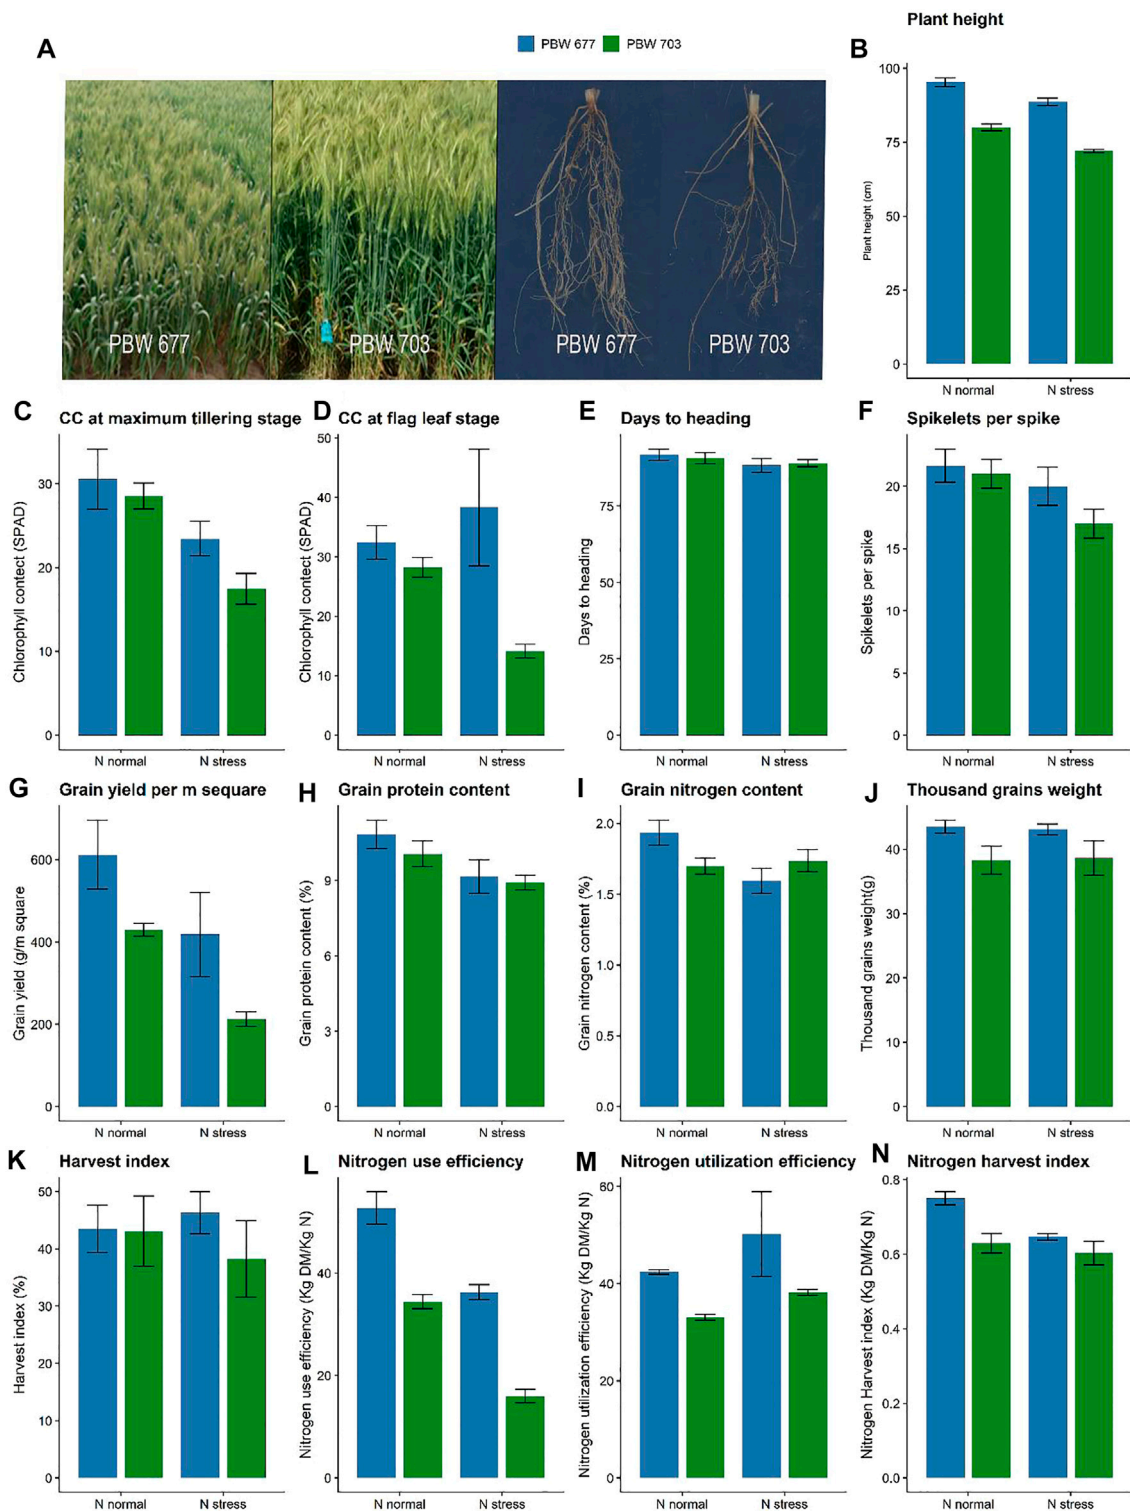 Plant height
A
PBW 677
PBW 703
B
PBW 677
PBW 703
PBW 677
PBW 703
Plant height (cm)
100
75
50
25
0
N normal
N stress
C
CC at maximum tillering stage
Chlorophyll contect (SPAD)
30
20
10
0
N normal
N stress
D
CC at flag leaf stage
Chlorophyll contect (SPAD)
50
40
30
20
10
0
N normal
N stress
E
Days to heading
Days to heading
75
50
25
0
N normal
N stress
F
Spikelets per spike
Spikelets per spike
20
15
10
5
0
N normal
N stress
G
Grain yield per m sequare
Grain yield (g/m square)
600
400
200
0
N normal
N stress
H
Grain protein content
Grain protein content (%)
9
6
3
0
N normal
N stress
I
Grain nitrogen content
Grain nitrogen content (%)
2.0
1.5
1.0
0.5
0.0
N normal
N stress
J
Thousand grains weight
Thousand grains weight(g)
40
30
20
10
0
N normal
N stress
K
Harvest index
Harvest index (%)
50
40
30
20
10
0
N normal
N stress
L
Nitrogen use efficiency
Nitrogen use efficiency (Kg DM/Kg N)
40
20
0
N normal
N stress
M
Nitrogen utilization efficiency
Nitrogen utilization efficiency (Kg DM/Kg N)
60
40
20
0
N normal
N stress
N
Nitrogen harvest index
Nitrogen Harvest index (Kg DM/Kg N)
0.8
0.6
0.4
0.2
0.0
N normal
N stress